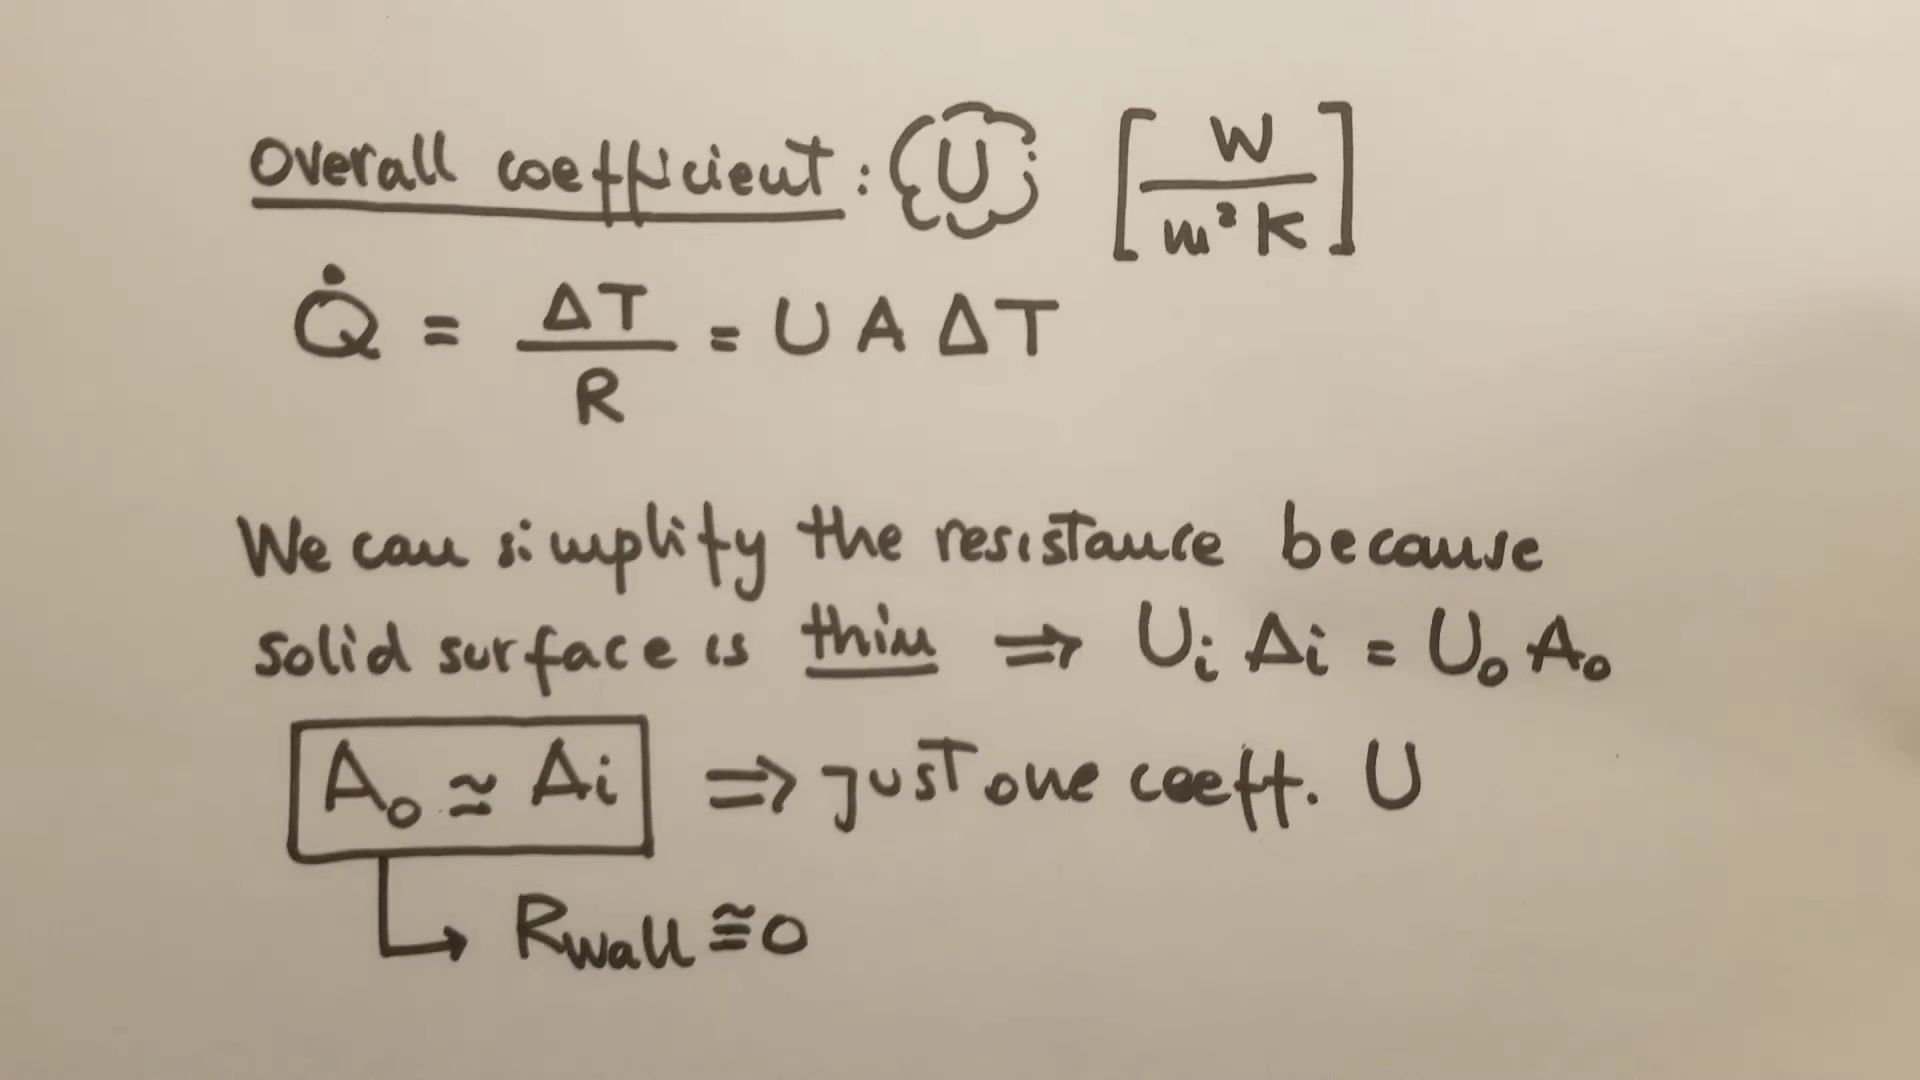 Overall coefficient: U [W/m²K]
Q̇ = ΔT/R = U A ΔT
We can simplify the resistance because
solid surface is thin ⇒ Ui Ai = Uo Ao
Ao ≃ Ai ⇒ just one coeff. U
Rwall ≅ 0